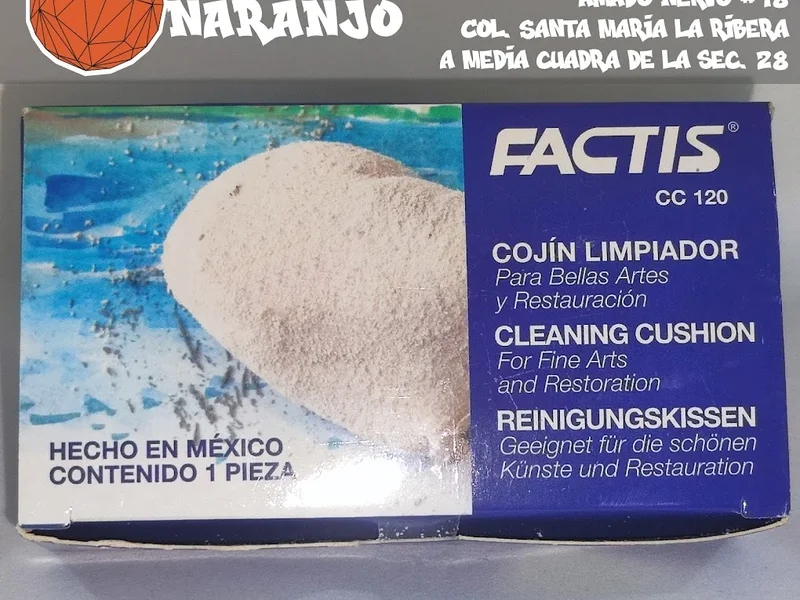 NARANJO
COL. SANTA MARÍA LA RIBERA
A MEDIA CUADRA DE LA SEC. 28
FACTIS®
CC 120
COJÍN LIMPIADOR
Para Bellas Artes
y Restauración
CLEANING CUSHION
For Fine Arts
and Restoration
REINIGUNGSKISSEN
Geeignet für die schönen
Künste und Restauration
HECHO EN MÉXICO
CONTENIDO 1 PIEZA